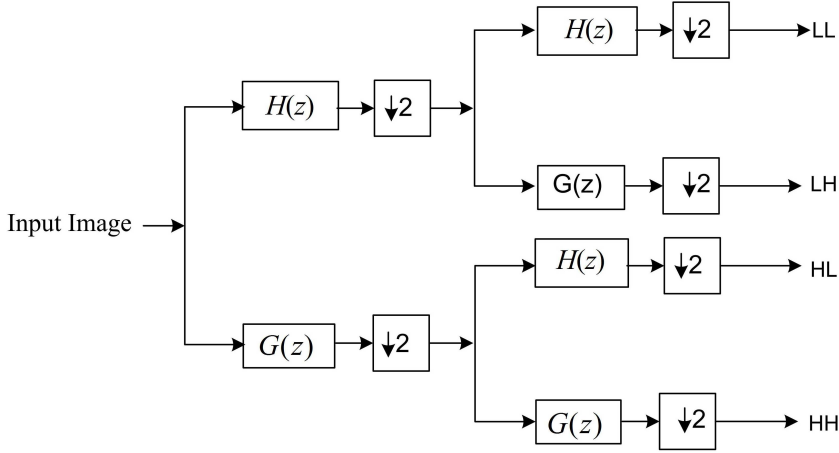 H(z) ↓2 LL
H(z) ↓2
G(z) ↓2 LH
Input Image
H(z) ↓2 HL
G(z) ↓2
G(z) ↓2 HH